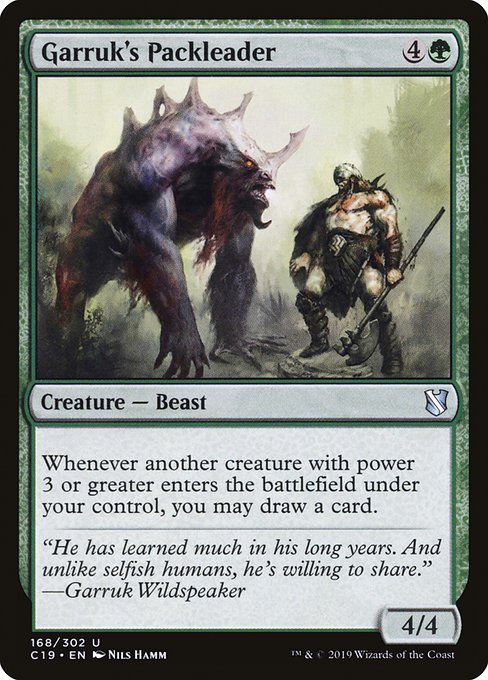 Garruk's Packleader 4
Creature — Beast
Whenever another creature with power
3 or greater enters the battlefield under
your control, you may draw a card.
“He has learned much in his long years. And
unlike selfish humans, he's willing to share.”
—Garruk Wildspeaker
4/4
168/302 U
C19 • EN Nils Hamm
™ & © 2019 Wizards of the Coast